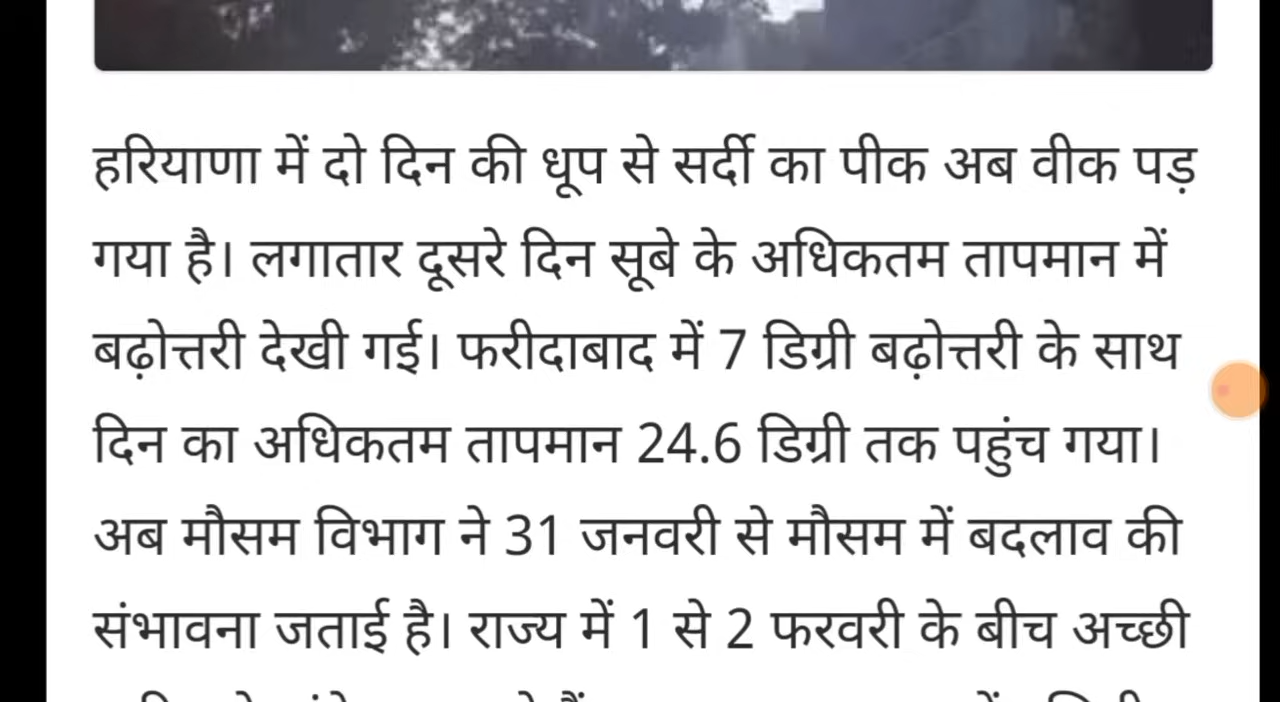 हरियाणा में दो दिन की धूप से सर्दी का पीक अब वीक पड़
गया है। लगातार दूसरे दिन सूबे के अधिकतम तापमान में
बढ़ोत्तरी देखी गई। फरीदाबाद में 7 डिग्री बढ़ोत्तरी के साथ
दिन का अधिकतम तापमान 24.6 डिग्री तक पहुंच गया।
अब मौसम विभाग ने 31 जनवरी से मौसम में बदलाव की
संभावना जताई है। राज्य में 1 से 2 फरवरी के बीच अच्छी